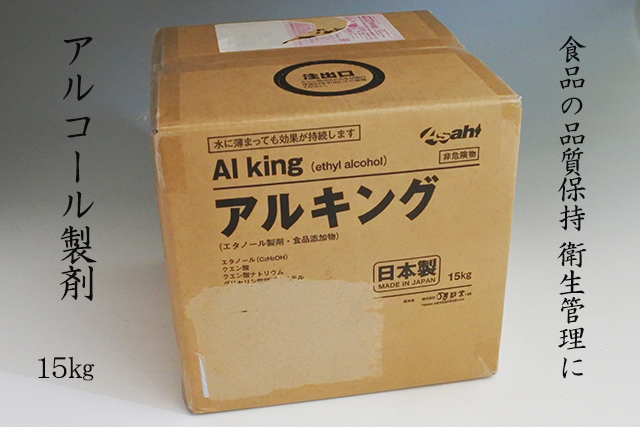 アルコール製剤
15kg
食品の品質保持 衛生管理に
注出口
水に薄まっても効果が持続します
Asahi
非危険物
Al king (ethyl alcohol)
アルキング
(エタノール製剤・食品添加物)
エタノール(C₂H₅OH)
クエン酸
クエン酸ナトリウム
日本製
MADE IN JAPAN
15kg